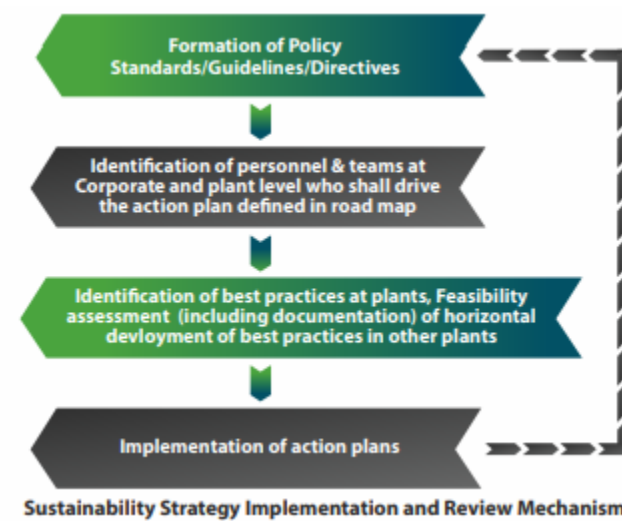 Formation of Policy
Standards/Guidelines/Directives
Identification of personnel & teams at
Corporate and plant level who shall drive
the action plan defined in road map
Identification of best practices at plants, Feasibility
assessment (including documentation) of horizontal
devloyment of best practices in other plants
Implementation of action plans
Sustainability Strategy Implementation and Review Mechanism